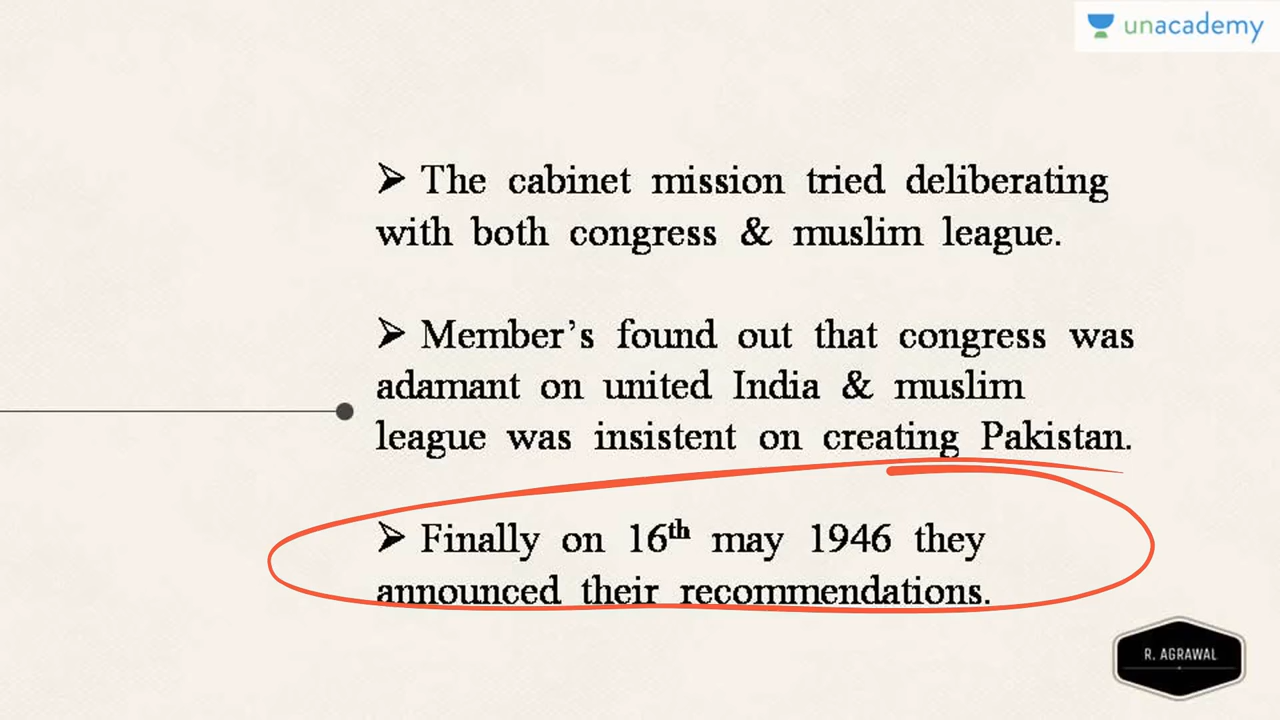 unacademy
➢ The cabinet mission tried deliberating
with both congress & muslim league.
➢ Member’s found out that congress was
adamant on united India & muslim
league was insistent on creating Pakistan.
➢ Finally on 16th may 1946 they
announced their recommendations.
R. AGRAWAL